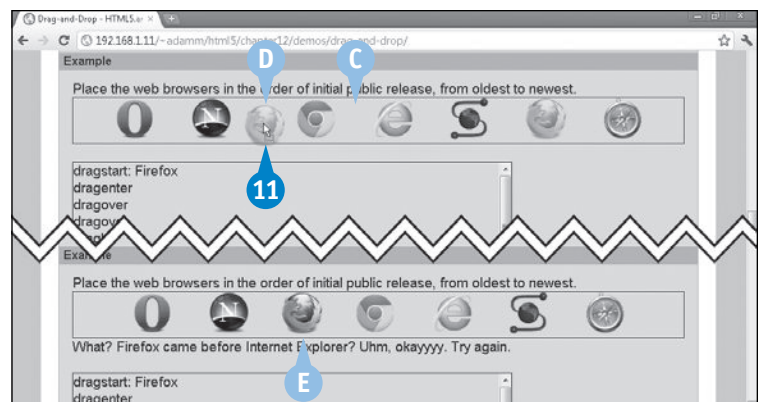 Drag-and-Drop - HTML5.er
192.168.1.11/~adamm/html5/chapter12/demos/drag-and-drop/
Example
D
C
Place the web browsers in the order of initial public release, from oldest to newest.
N
11
dragstart: Firefox
dragenter
dragover
dragov
Example
Place the web browsers in the order of initial public release, from oldest to newest.
N
What? Firefox came before Internet Explorer? Uhm, okayyyy. Try again.
E
dragstart: Firefox
dragenter